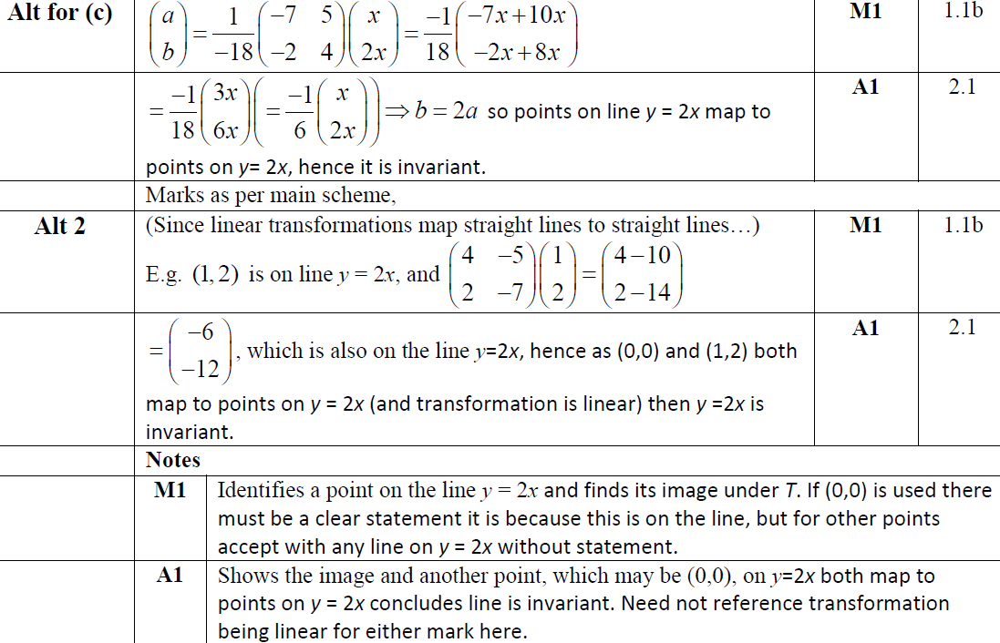 Alt for (c) $\begin{pmatrix} a \\ b \end{pmatrix} = \frac{1}{-18}\begin{pmatrix} -7 & 5 \\ -2 & 4 \end{pmatrix}\begin{pmatrix} x \\ 2x \end{pmatrix} = \frac{-1}{18}\begin{pmatrix} -7x+10x \\ -2x+8x \end{pmatrix}$ M1 1.1b
$= \frac{-1}{18}\begin{pmatrix} 3x \\ 6x \end{pmatrix}\left( = \frac{-1}{6}\begin{pmatrix} x \\ 2x \end{pmatrix} \right) \Rightarrow b = 2a$ so points on line y = 2x map to A1 2.1
points on y= 2x, hence it is invariant.
Marks as per main scheme,
Alt 2 (Since linear transformations map straight lines to straight lines…) M1 1.1b
E.g. (1, 2) is on line y = 2x, and $\begin{pmatrix} 4 & -5 \\ 2 & -7 \end{pmatrix}\begin{pmatrix} 1 \\ 2 \end{pmatrix} = \begin{pmatrix} 4-10 \\ 2-14 \end{pmatrix}$
$= \begin{pmatrix} -6 \\ -12 \end{pmatrix}$, which is also on the line y=2x, hence as (0,0) and (1,2) both A1 2.1
map to points on y = 2x (and transformation is linear) then y =2x is
invariant.
Notes
M1 Identifies a point on the line y = 2x and finds its image under T. If (0,0) is used there
must be a clear statement it is because this is on the line, but for other points
accept with any line on y = 2x without statement.
A1 Shows the image and another point, which may be (0,0), on y=2x both map to
points on y = 2x concludes line is invariant. Need not reference transformation
being linear for either mark here.